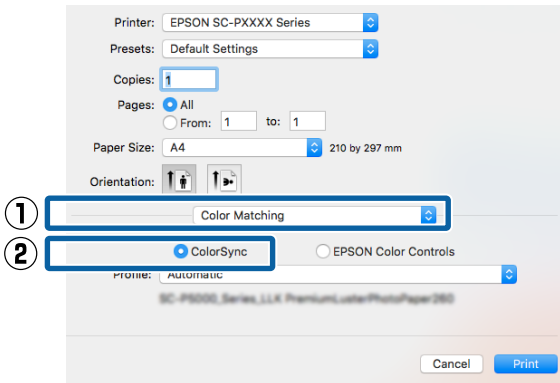 Printer: EPSON SC-PXXXX Series
Presets: Default Settings
Copies: 1
Pages: All
From: 1 to: 1
Paper Size: A4 210 by 297 mm
Orientation:
1 Color Matching
2 ColorSync EPSON Color Controls
Profile: Automatic
SC-P5000_Series_LLK PremiumLusterPhotoPaper260
Cancel Print